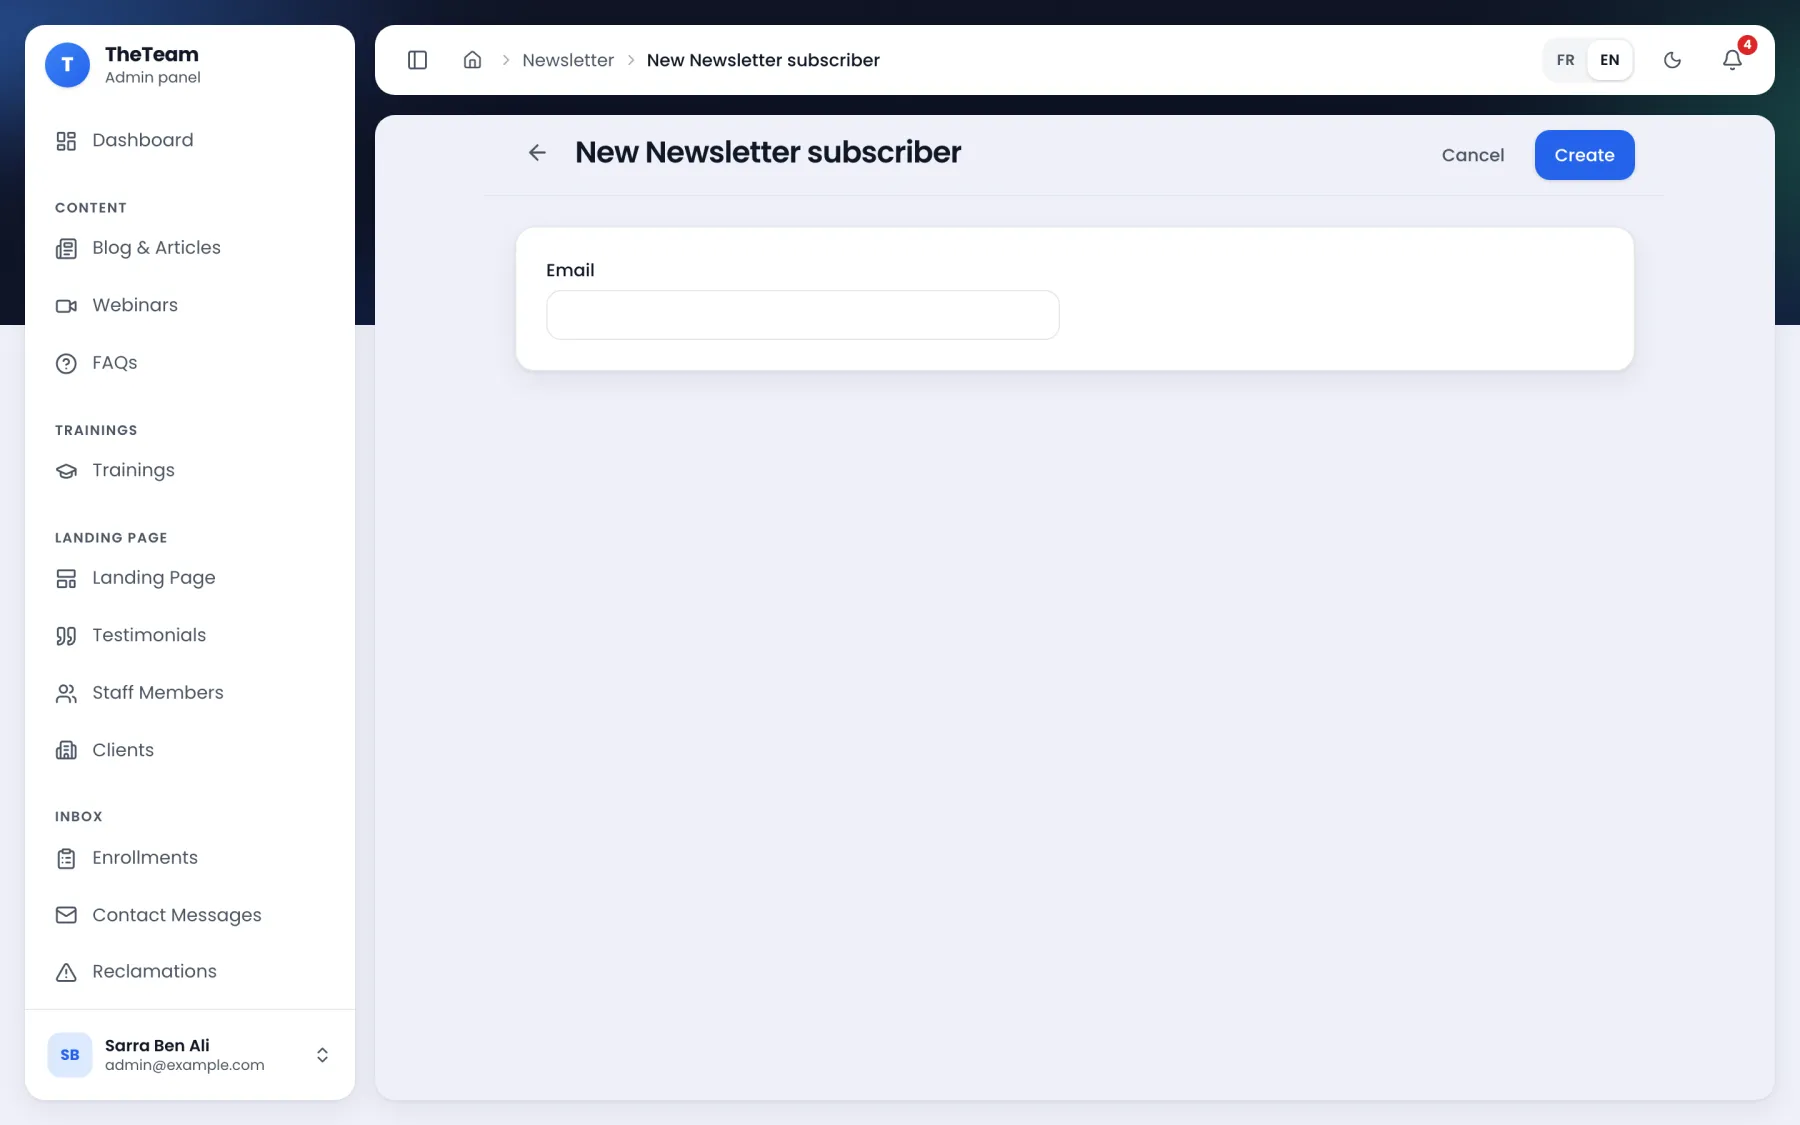 T
TheTeam
Admin panel
Dashboard
CONTENT
Blog & Articles
Webinars
FAQs
TRAININGS
Trainings
LANDING PAGE
Landing Page
Testimonials
Staff Members
Clients
INBOX
Enrollments
Contact Messages
Reclamations
SB
Sarra Ben Ali
admin@example.com
Newsletter
New Newsletter subscriber
FR
EN
4
New Newsletter subscriber
Cancel
Create
Email